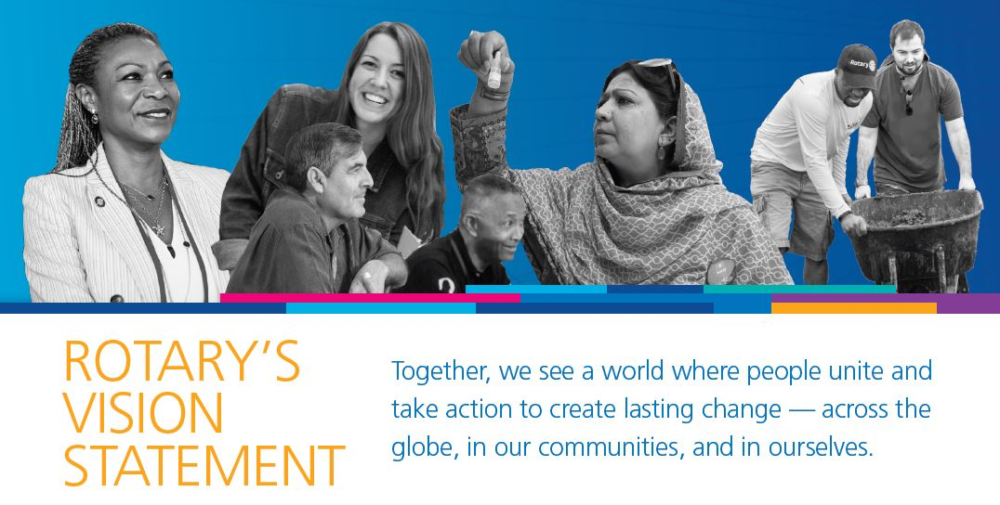 Rotary
ROTARY'S
VISION
STATEMENT
Together, we see a world where people unite and
take action to create lasting change — across the
globe, in our communities, and in ourselves.